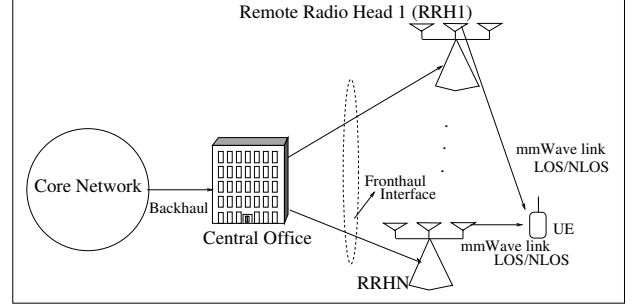 Remote Radio Head 1 (RRH1)
mmWave link
LOS/NLOS
Core Network
Backhaul
Central Office
Fronthaul
Interface
UE
mmWave link
LOS/NLOS
RRHN